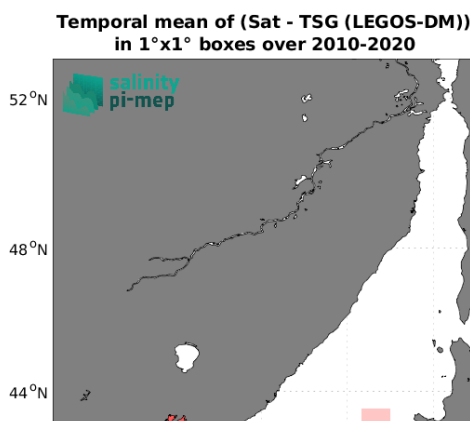 Temporal mean of (Sat - TSG (LEGOS-DM))
in 1°x1° boxes over 2010-2020
salinity
pi-mep
52°N
48°N
44°N